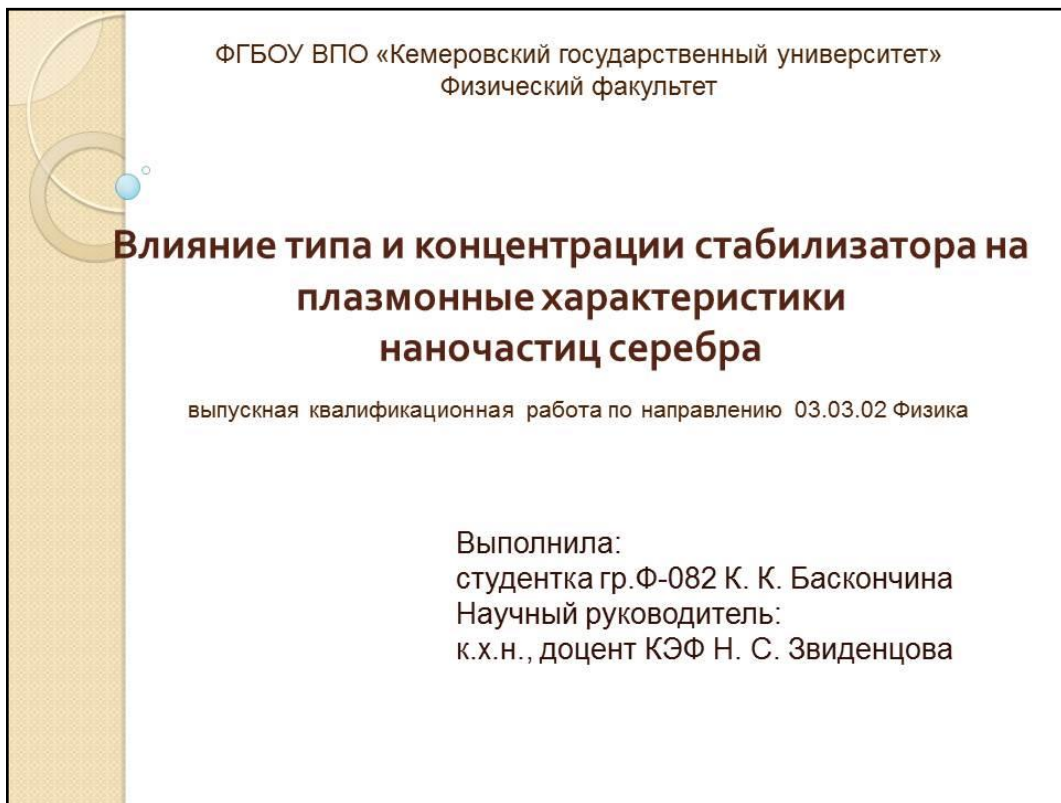 ФГБОУ ВПО «Кемеровский государственный университет»
Физический факультет
Влияние типа и концентрации стабилизатора на
плазмонные характеристики
наночастиц серебра
выпускная квалификационная работа по направлению 03.03.02 Физика
Выполнила:
студентка гр.Ф-082 К. К. Баскончина
Научный руководитель:
к.х.н., доцент КЭФ Н. С. Звиденцова